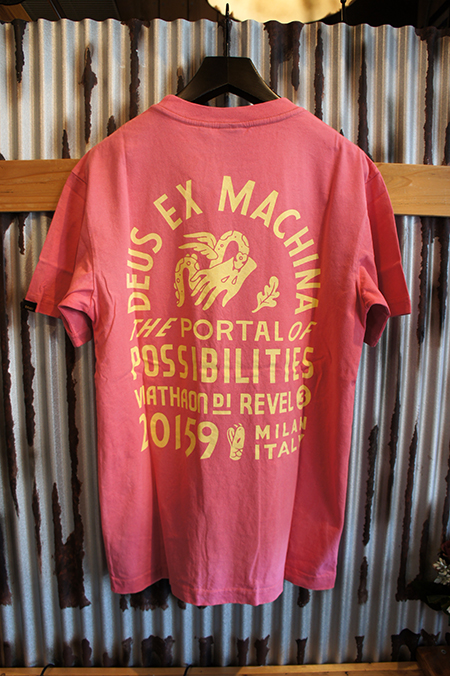 DEUS EX MACHINA
THE PORTAL OF
POSSIBILITIES
VIATHAON DI REVEL 3
20159 MILAN
ITALY